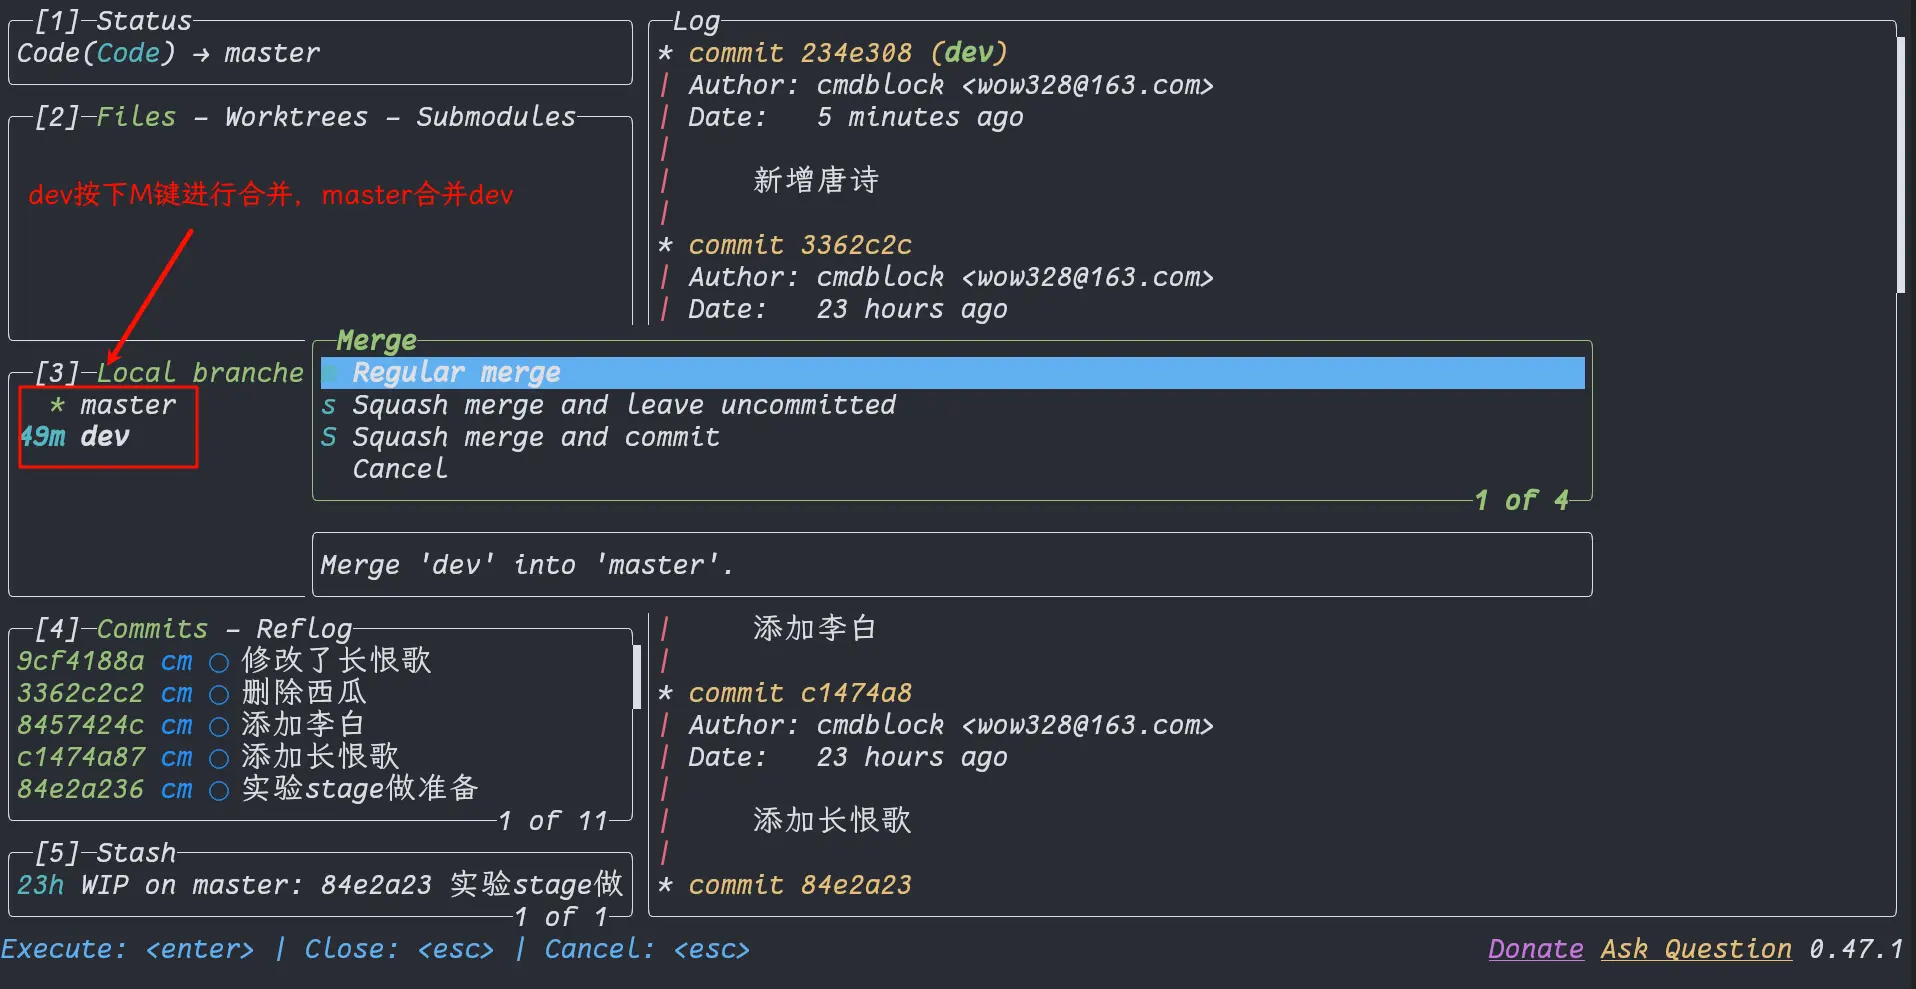 [1]─Status
Code(Code) → master
[2]─Files – Worktrees – Submodules
dev按下M键进行合并，master合并dev
[3]─Local branche
* master
49m dev
[4]─Commits – Reflog
9cf4188a cm ○ 修改了长恨歌
3362c2c2 cm ○ 删除西瓜
8457424c cm ○ 添加李白
c1474a87 cm ○ 添加长恨歌
84e2a236 cm ○ 实验stage做准备
1 of 11
[5]─Stash
23h WIP on master: 84e2a23 实验stage做
1 of 1
Log
* commit 234e308 (dev)
| Author: cmdblock <wow328@163.com>
| Date:   5 minutes ago
|
|     新增唐诗
|
* commit 3362c2c
| Author: cmdblock <wow328@163.com>
| Date:   23 hours ago
Merge
Regular merge
s Squash merge and leave uncommitted
S Squash merge and commit
Cancel
1 of 4
Merge 'dev' into 'master'.
|     添加李白
|
* commit c1474a8
| Author: cmdblock <wow328@163.com>
| Date:   23 hours ago
|
|     添加长恨歌
|
* commit 84e2a23
Execute: <enter> | Close: <esc> | Cancel: <esc>
Donate Ask Question 0.47.1